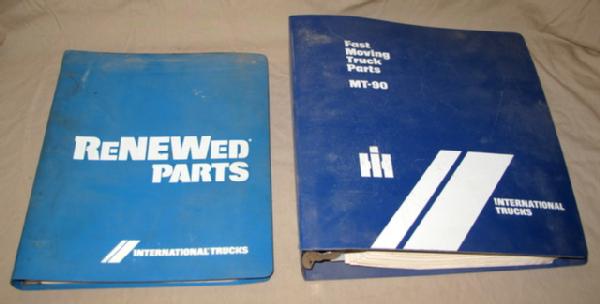 ReNEWed
PARTS
INTERNATIONAL TRUCKS
Fast
Moving
Truck
Parts
MT-90
IH
INTERNATIONAL
TRUCKS